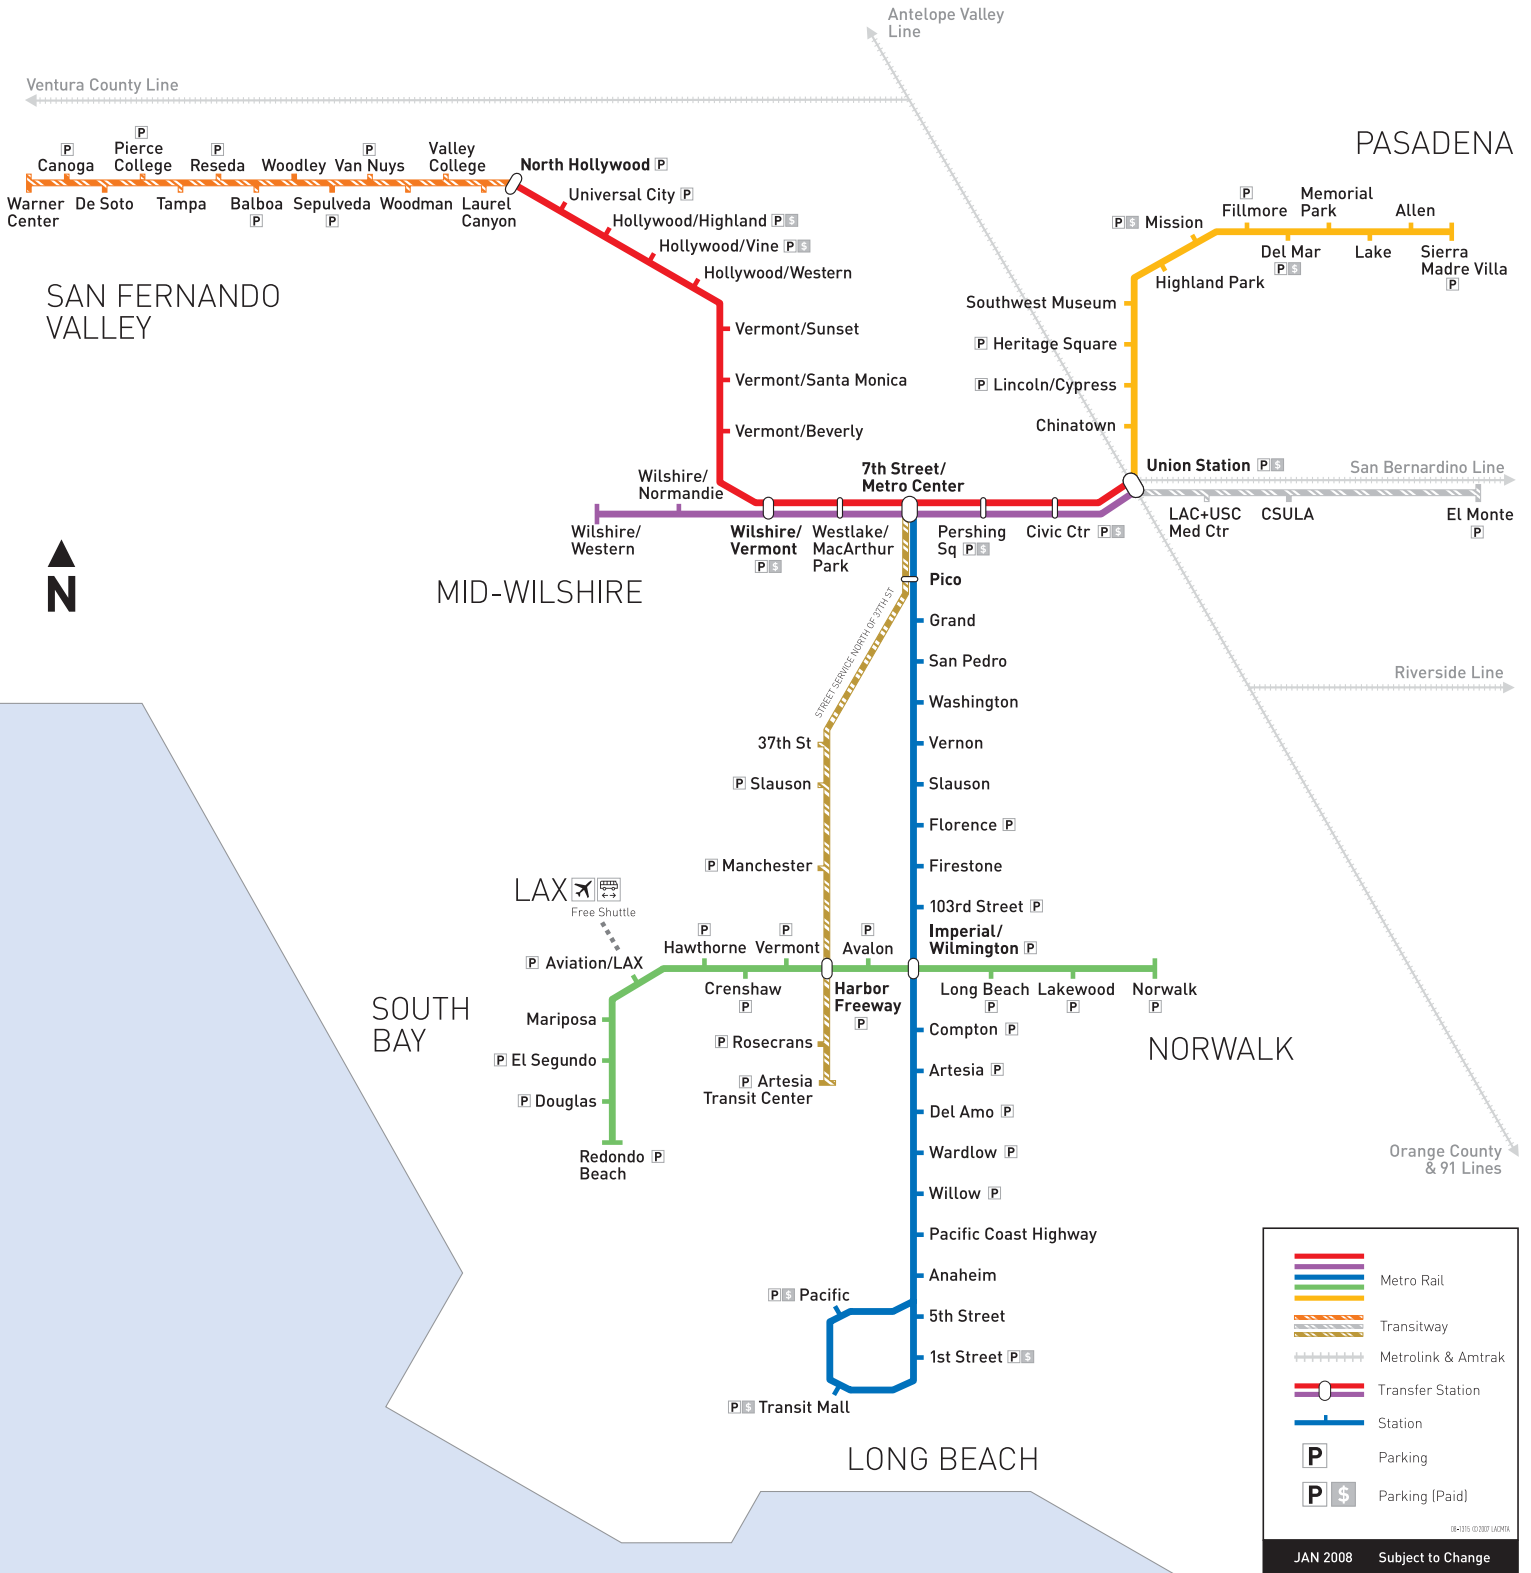 Antelope Valley
Line
Ventura County Line
PASADENA
P
P
Pierce
College
P
Canoga
P
Reseda
Woodley
P
Van Nuys
Valley
College
North Hollywood P
Warner
Center
De Soto
Tampa
Balboa
P
Sepulveda
P
Woodman
Laurel
Canyon
Universal City P
Hollywood/Highland P $
Hollywood/Vine P $
Hollywood/Western
SAN FERNANDO
VALLEY
Vermont/Sunset
Vermont/Santa Monica
Vermont/Beverly
P $ Mission
Fillmore
Memorial
Park
Allen
Highland Park
Del Mar
P $
Lake
Sierra
Madre Villa
P
Southwest Museum
P Heritage Square
P Lincoln/Cypress
Chinatown
Union Station P $
San Bernardino Line
LAC+USC
Med Ctr
CSULA
El Monte
P
Wilshire/
Normandie
7th Street/
Metro Center
Wilshire/
Western
Wilshire/
Vermont
P $
Westlake/
MacArthur
Park
Pershing
Sq P $
Civic Ctr P $
N
MID-WILSHIRE
Pico
Grand
San Pedro
Washington
Vernon
Slauson
Florence P
Firestone
103rd Street P
Imperial/
Wilmington P
STREET SERVICE NORTH OF 37TH ST
Riverside Line
37th St
P Slauson
P Manchester
LAX
Free Shuttle
P Aviation/LAX
P
Hawthorne
P
Vermont
P
Avalon
Crenshaw
P
Harbor
Freeway
P
Long Beach
P
Lakewood
P
Norwalk
P
SOUTH
BAY
NORWALK
Mariposa
P El Segundo
P Douglas
Redondo P
Beach
P Rosecrans
P Artesia
Transit Center
Compton P
Artesia P
Del Amo P
Wardlow P
Willow P
Pacific Coast Highway
Anaheim
5th Street
1st Street P $
P $ Pacific
P $ Transit Mall
LONG BEACH
Orange County
& 91 Lines
Metro Rail
Transitway
Metrolink & Amtrak
Transfer Station
Station
P Parking
P $ Parking (Paid)
08-1315 ©2007 LACMTA
JAN 2008 Subject to Change